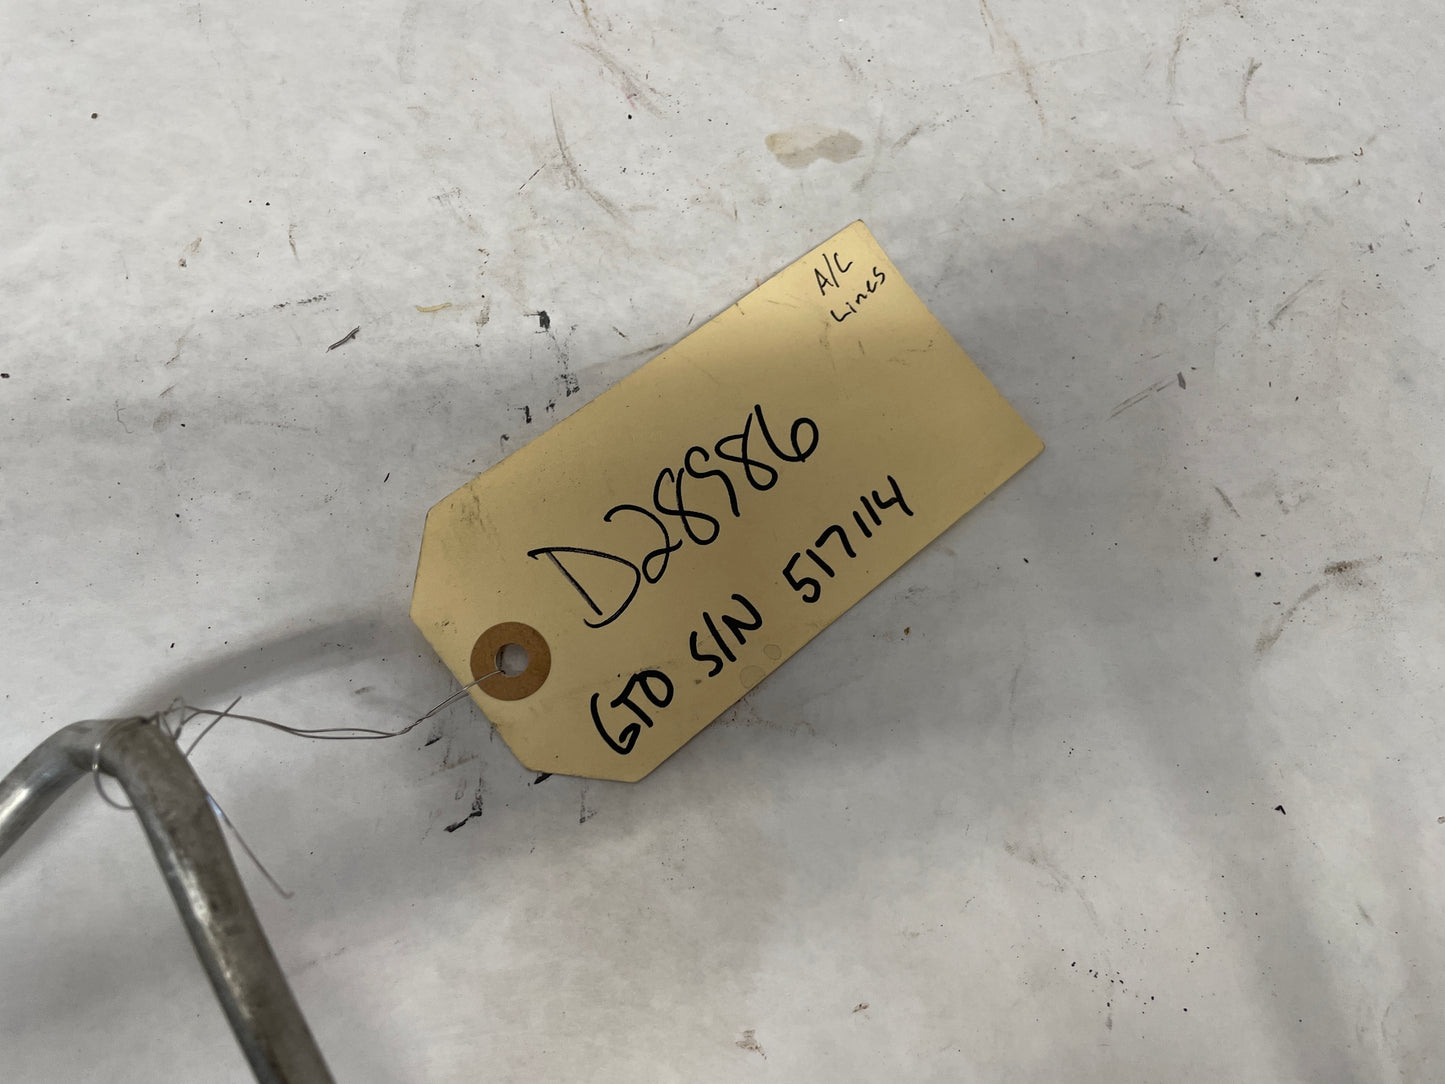 A/C
Lines
D28986
GTO S/N 517114